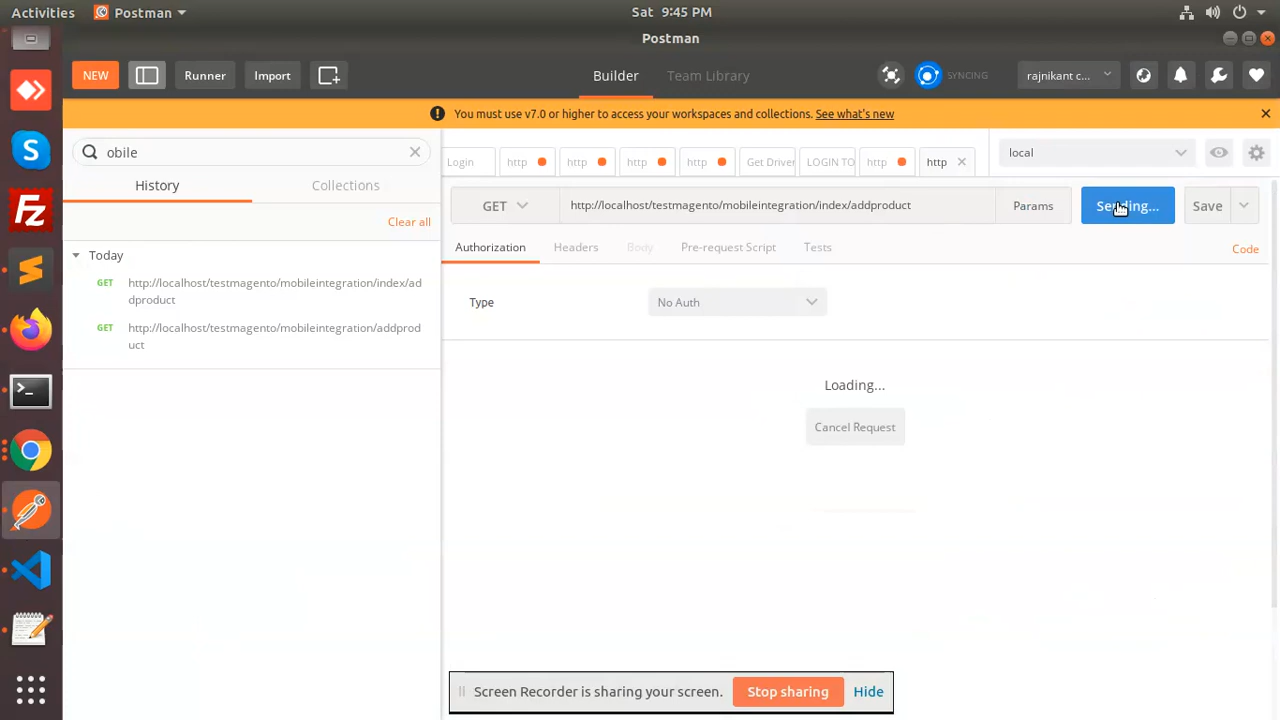 Activities
Postman
Sat 9:45 PM
Postman
NEW
Runner
Import
Builder
Team Library
SYNCING
rajnikant c...
You must use v7.0 or higher to access your workspaces and collections. See what's new
obile
History
Collections
Clear all
Today
GET http://localhost/testmagento/mobileintegration/index/ad
dproduct
GET http://localhost/testmagento/mobileintegration/addprod
uct
Login
http
http
http
http
Get Driver
LOGIN TO
http
http
local
GET
http://localhost/testmagento/mobileintegration/index/addproduct
Params
Sending...
Save
Authorization
Headers
Body
Pre-request Script
Tests
Code
Type
No Auth
Loading...
Cancel Request
Screen Recorder is sharing your screen.
Stop sharing
Hide